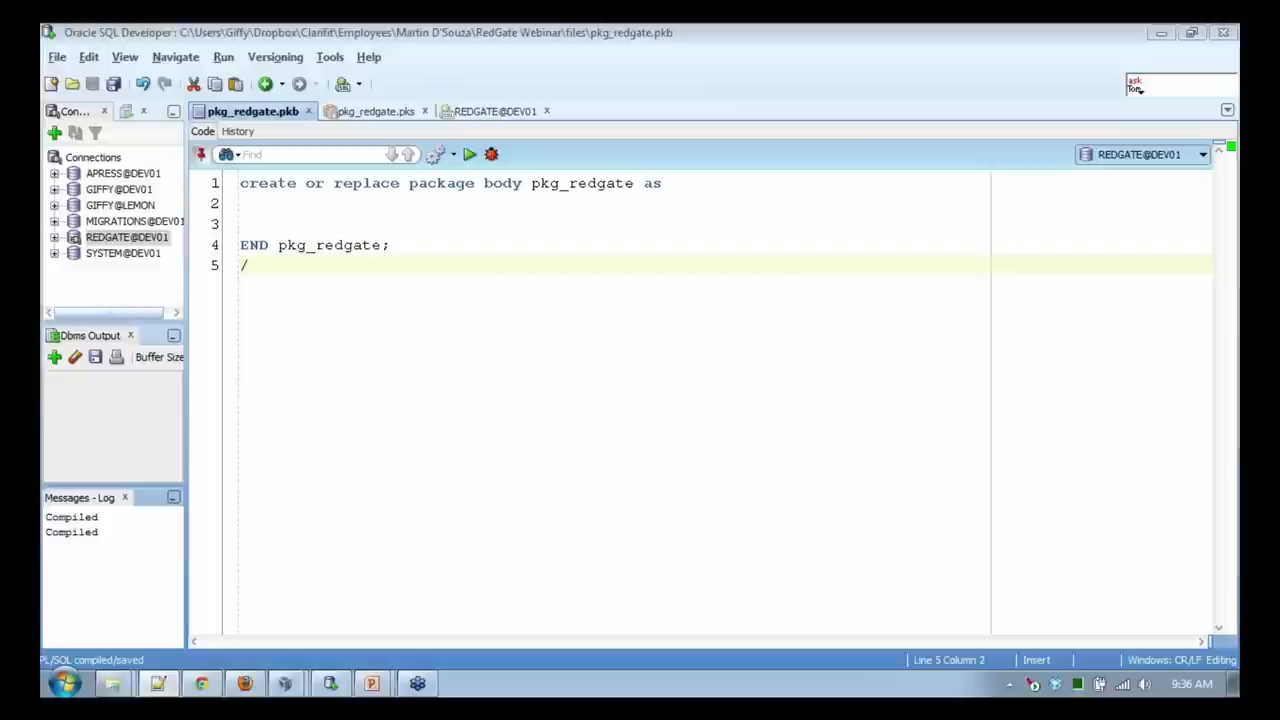 Oracle SQL Developer : C:\Users\Giffy\Dropbox\Clarifit\Employees\Martin D'Souza\RedGate Webinar\files\pkg_redgate.pkb
File Edit View Navigate Run Versioning Tools Help
ask
Tom
Con... pkg_redgate.pkb pkg_redgate.pks REDGATE@DEV01
Code History
Find REDGATE@DEV01
Connections
APRESS@DEV01
GIFFY@DEV01
GIFFY@LEMON
MIGRATIONS@DEV01
REDGATE@DEV01
SYSTEM@DEV01
1 create or replace package body pkg_redgate as
2
3
4 END pkg_redgate;
5 /
Dbms Output
Buffer Size
Messages - Log
Compiled
Compiled
PL/SQL compiled/saved Line 5 Column 2 Insert Windows: CR/LF Editing
9:36 AM